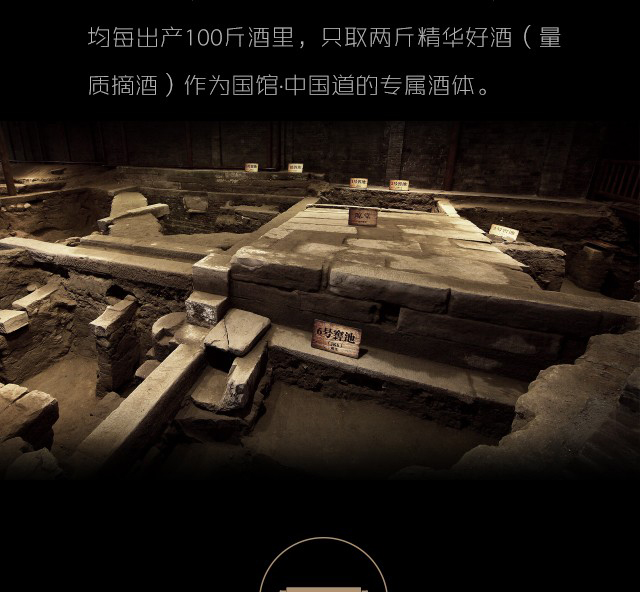 均每出产100斤酒里，只取两斤精华好酒（量
质摘酒）作为国馆·中国道的专属酒体。
6号窖池